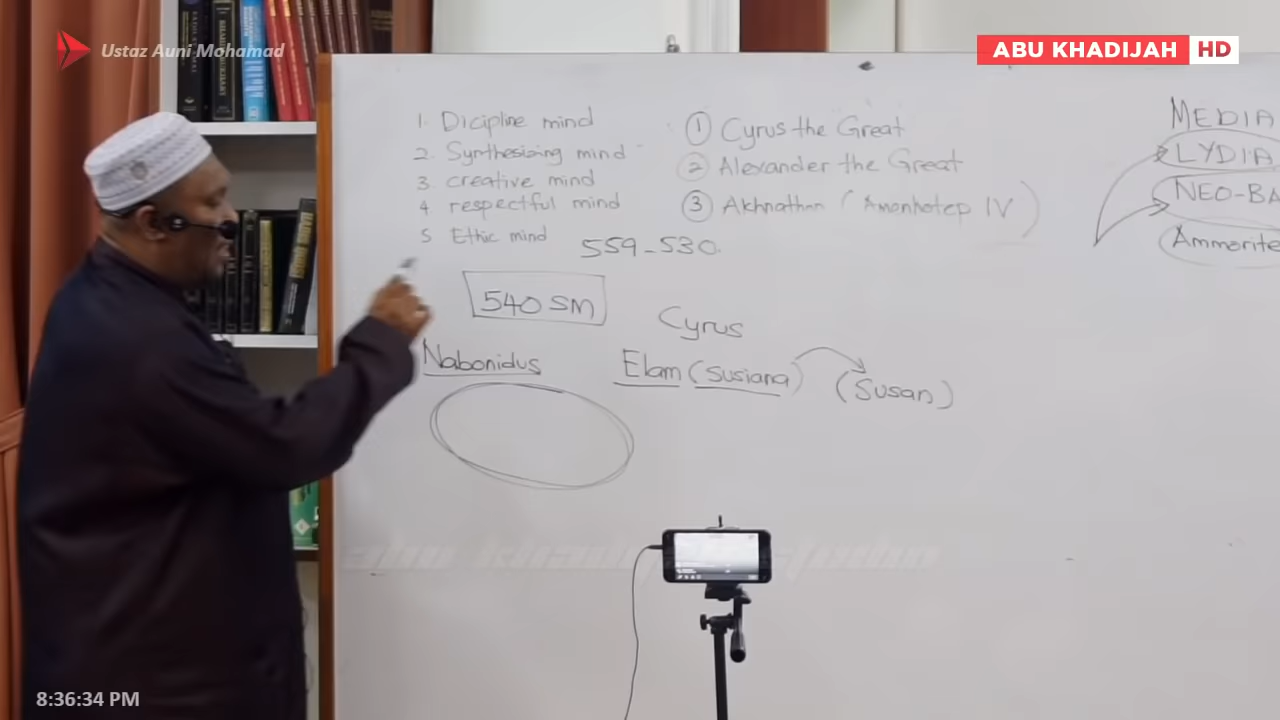 Ustaz Auni Mohamad
ABU KHADIJAH HD
1. Dicipline mind
2. Synthesizing mind
3 creative mind
4 respectful mind
5 Ethic mind
① Cyrus the Great
② Alexander the Great
③ Akhnathan (Amonhotep IV)
559-530
540 SM
Cyrus
Nabonidus
Elam (Susiana)
(Susan)
MEDIA
LYDIA
NEO-BA
Ammorite
8:36:34 PM